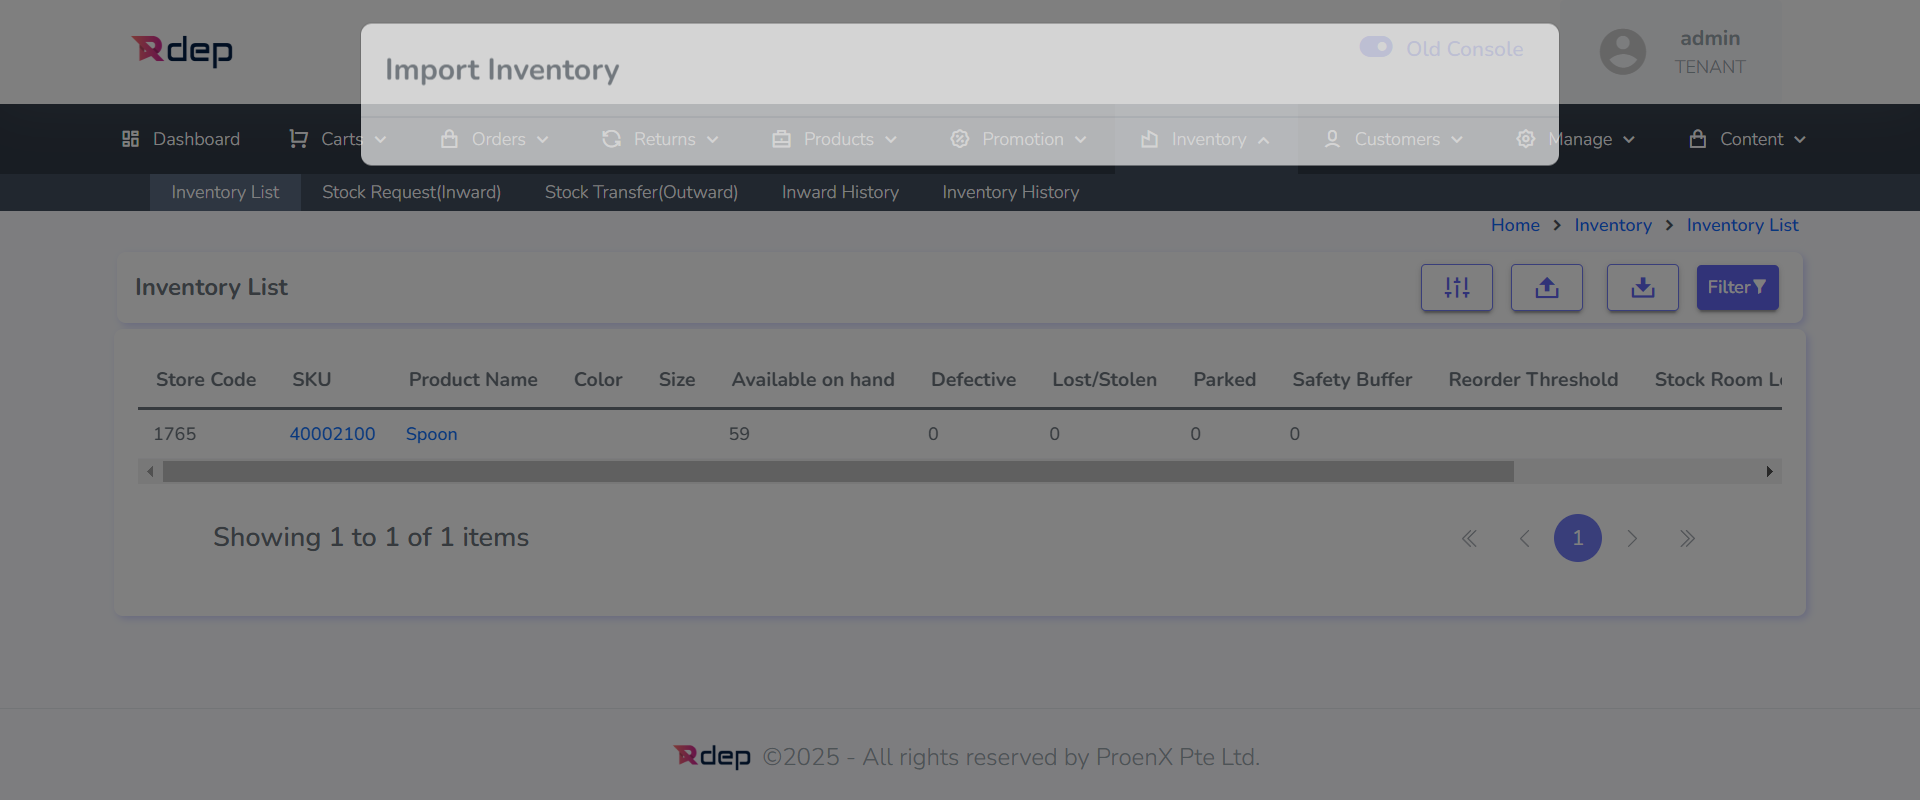 Rdep
Import Inventory
Old Console
admin
TENANT
Dashboard Carts Orders Returns Products Promotion Inventory Customers Manage Content
Inventory List Stock Request(Inward) Stock Transfer(Outward) Inward History Inventory History
Home Inventory Inventory List
Inventory List
Filter
Store Code SKU Product Name Color Size Available on hand Defective Lost/Stolen Parked Safety Buffer Reorder Threshold Stock Room
1765 40002100 Spoon 59 0 0 0 0
Showing 1 to 1 of 1 items
1
Rdep ©2025 - All rights reserved by ProenX Pte Ltd.